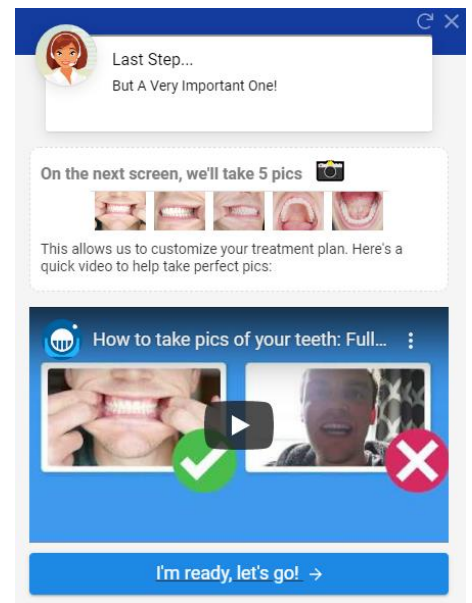 Last Step...
But A Very Important One!
On the next screen, we'll take 5 pics
This allows us to customize your treatment plan. Here's a
quick video to help take perfect pics:
How to take pics of your teeth: Full...
I'm ready, let's go! →